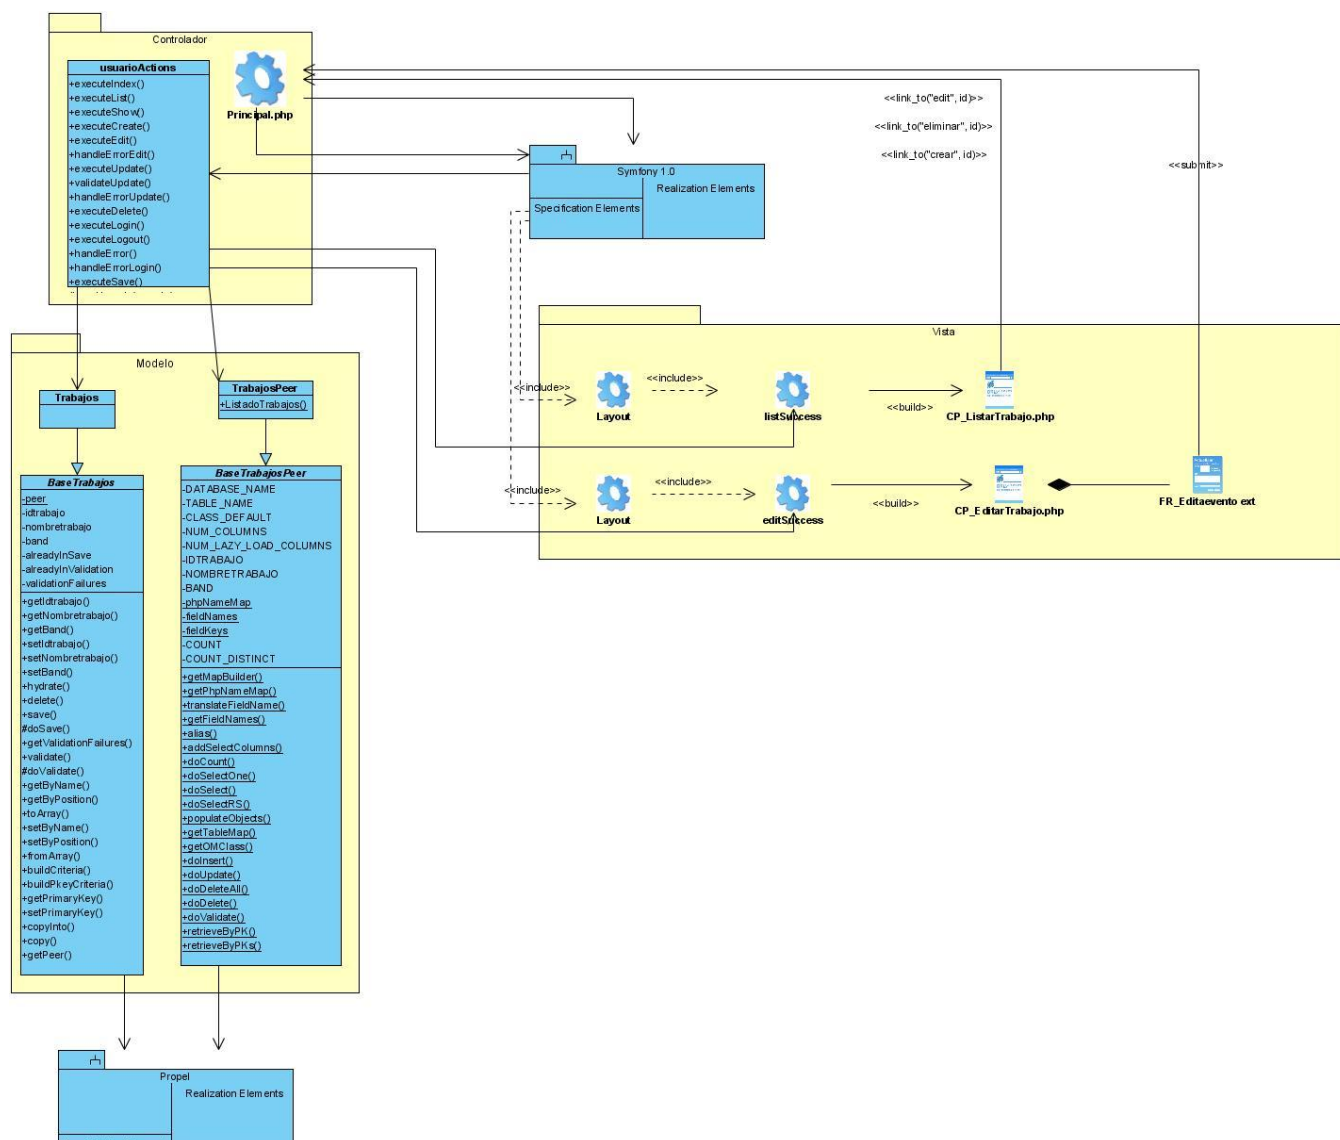 Controlador
usuarioActions
+executeIndex()
+executeList()
+executeShow()
+executeCreate()
+executeEdit()
+handleErrorEdit()
+executeUpdate()
+validateUpdate()
+handleErrorUpdate()
+executeDelete()
+executeLogin()
+executeLogout()
+handleError()
+handleErrorLogin()
+executeSave()
Principal.php
<<link_to("edit", id)>>
<<link_to("eliminar", id)>>
<<link_to("crear", id)>>
<<submit>>
Symfony 1.0
Realization Elements
Specification Elements
Vista
<<include>>
Layout
<<include>>
listSuccess
<<build>>
CP_ListarTrabajo.php
<<include>>
Layout
<<include>>
editSuccess
<<build>>
CP_EditarTrabajo.php
FR_Editaevento ext
Modelo
Trabajos
TrabajosPeer
+ListadoTrabajos()
BaseTrabajos
-peer
-idtrabajo
-nombretrabajo
-band
-alreadyInSave
-alreadyInValidation
-validationFailures
+getIdtrabajo()
+getNombretrabajo()
+getBand()
+setIdtrabajo()
+setNombretrabajo()
+setBand()
+hydrate()
+delete()
+save()
#doSave()
+getValidationFailures()
+validate()
#doValidate()
+getByName()
+getByPosition()
+toArray()
+setByName()
+setByPosition()
+fromArray()
+buildCriteria()
+buildPkeyCriteria()
+getPrimaryKey()
+setPrimaryKey()
+copyInto()
+copy()
+getPeer()
BaseTrabajosPeer
-DATABASE_NAME
-TABLE_NAME
-CLASS_DEFAULT
-NUM_COLUMNS
-NUM_LAZY_LOAD_COLUMNS
-IDTRABAJO
-NOMBRETRABAJO
-BAND
-phpNameMap
-fieldNames
-fieldKeys
-COUNT
-COUNT_DISTINCT
+getMapBuilder()
+getPhpNameMap()
+translateFieldName()
+getFieldNames()
+alias()
+addSelectColumns()
+doCount()
+doSelectOne()
+doSelect()
+doSelectRS()
+populateObjects()
+getTableMap()
+getOMClass()
+doInsert()
+doUpdate()
+doDeleteAll()
+doDelete()
+doValidate()
+retrieveByPK()
+retrieveByPKs()
Propel
Realization Elements